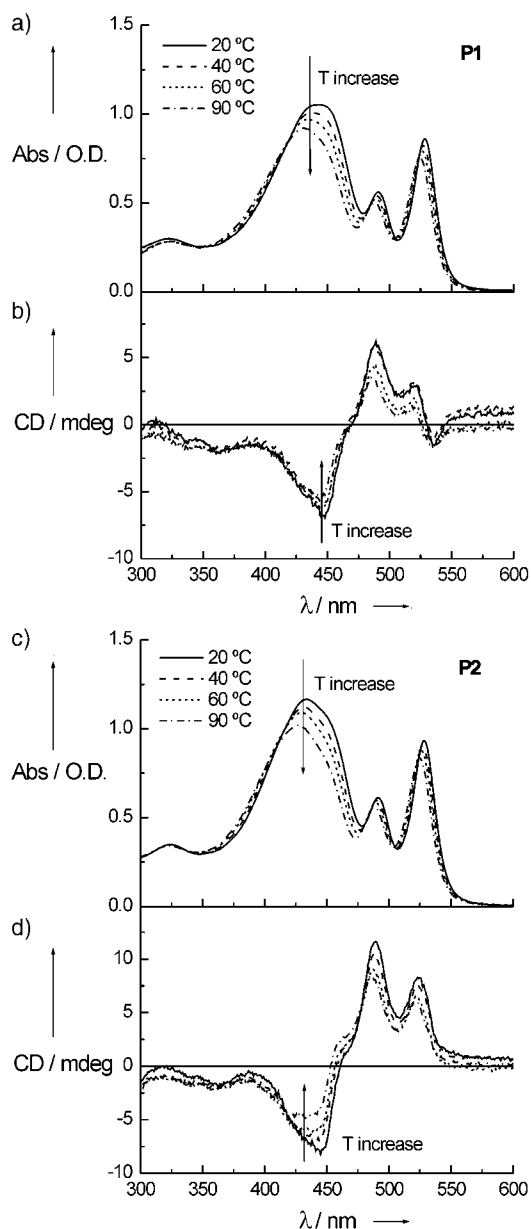 a)
20 ºC
40 ºC
60 ºC
90 ºC
P1
T increase
Abs / O.D.
1.5
1.0
0.5
0.0
b)
CD / mdeg
5
0
-5
-10
T increase
300 350 400 450 500 550 600
λ / nm
c)
20 ºC
40 ºC
60 ºC
90 ºC
P2
T increase
Abs / O.D.
1.5
1.0
0.5
0.0
d)
CD / mdeg
10
5
0
-5
-10
T increase
300 350 400 450 500 550 600
λ / nm